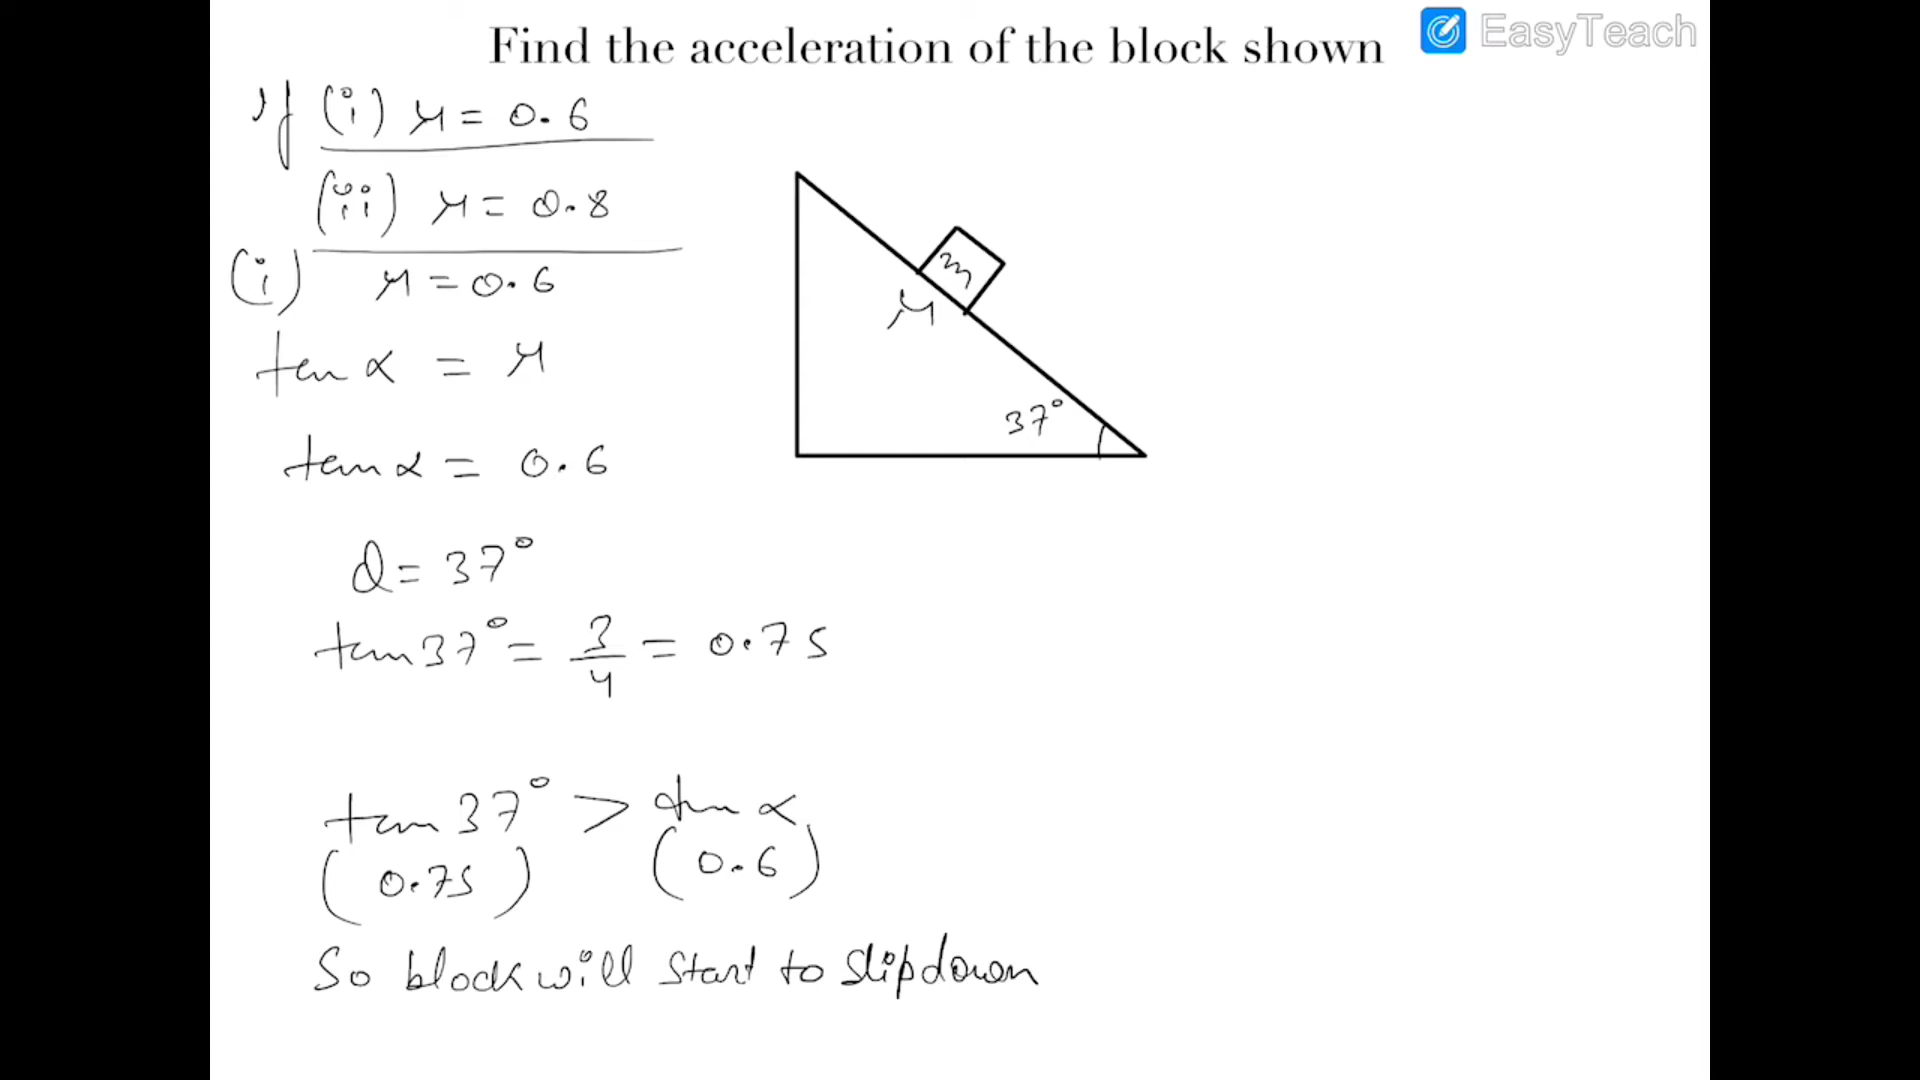 Find the acceleration of the block shown
EasyTeach
If (i) μ = 0.6
(ii) μ = 0.8
(i) μ = 0.6
tan α = μ
tan α = 0.6
α = 37°
tan 37° = 3/4 = 0.75
tan 37° > tan α
(0.75) (0.6)
So block will start to slip down
m
μ
37°